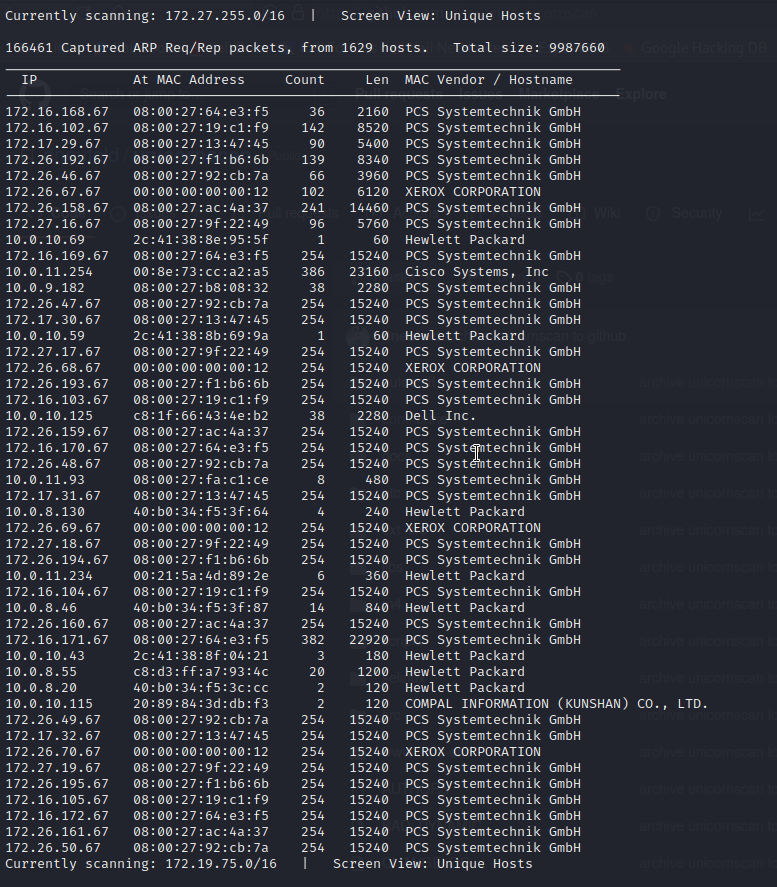 Currently scanning: 172.27.255.0/16   |   Screen View: Unique Hosts
166461 Captured ARP Req/Rep packets, from 1629 hosts.   Total size: 9987660
IP            At MAC Address     Count     Len  MAC Vendor / Hostname
172.16.168.67   08:00:27:64:e3:f5     36    2160  PCS Systemtechnik GmbH
172.16.102.67   08:00:27:19:c1:f9    142    8520  PCS Systemtechnik GmbH
172.17.29.67    08:00:27:13:47:45     90    5400  PCS Systemtechnik GmbH
172.26.192.67   08:00:27:f1:b6:6b    139    8340  PCS Systemtechnik GmbH
172.26.46.67    08:00:27:92:cb:7a     66    3960  PCS Systemtechnik GmbH
172.26.67.67    00:00:00:00:00:12    102    6120  XEROX CORPORATION
172.26.158.67   08:00:27:ac:4a:37    241   14460  PCS Systemtechnik GmbH
172.27.16.67    08:00:27:9f:22:49     96    5760  PCS Systemtechnik GmbH
10.0.10.69      2c:41:38:8e:95:5f      1      60  Hewlett Packard
172.16.169.67   08:00:27:64:e3:f5    254   15240  PCS Systemtechnik GmbH
10.0.11.254     00:8e:73:cc:a2:a5    386   23160  Cisco Systems, Inc
10.0.9.182      08:00:27:b8:08:32     38    2280  PCS Systemtechnik GmbH
172.26.47.67    08:00:27:92:cb:7a    254   15240  PCS Systemtechnik GmbH
172.17.30.67    08:00:27:13:47:45    254   15240  PCS Systemtechnik GmbH
10.0.10.59      2c:41:38:8b:69:9a      1      60  Hewlett Packard
172.27.17.67    08:00:27:9f:22:49    254   15240  PCS Systemtechnik GmbH
172.26.68.67    00:00:00:00:00:12    254   15240  XEROX CORPORATION
172.26.193.67   08:00:27:f1:b6:6b    254   15240  PCS Systemtechnik GmbH
172.16.103.67   08:00:27:19:c1:f9    254   15240  PCS Systemtechnik GmbH
10.0.10.125     c8:1f:66:43:4e:b2     38    2280  Dell Inc.
172.26.159.67   08:00:27:ac:4a:37    254   15240  PCS Systemtechnik GmbH
172.16.170.67   08:00:27:64:e3:f5    254   15240  PCS Systemtechnik GmbH
172.26.48.67    08:00:27:92:cb:7a    254   15240  PCS Systemtechnik GmbH
10.0.11.93      08:00:27:fa:c1:ce      8     480  PCS Systemtechnik GmbH
172.17.31.67    08:00:27:13:47:45    254   15240  PCS Systemtechnik GmbH
10.0.8.130      40:b0:34:f5:3f:64      4     240  Hewlett Packard
172.26.69.67    00:00:00:00:00:12    254   15240  XEROX CORPORATION
172.27.18.67    08:00:27:9f:22:49    254   15240  PCS Systemtechnik GmbH
172.26.194.67   08:00:27:f1:b6:6b    254   15240  PCS Systemtechnik GmbH
10.0.11.234     00:21:5a:4d:89:2e      6     360  Hewlett Packard
172.16.104.67   08:00:27:19:c1:f9    254   15240  PCS Systemtechnik GmbH
10.0.8.46       40:b0:34:f5:3f:87     14     840  Hewlett Packard
172.26.160.67   08:00:27:ac:4a:37    254   15240  PCS Systemtechnik GmbH
172.16.171.67   08:00:27:64:e3:f5    382   22920  PCS Systemtechnik GmbH
10.0.10.43      2c:41:38:8f:04:21      3     180  Hewlett Packard
10.0.8.55       c8:d3:ff:a7:93:4c     20    1200  Hewlett Packard
10.0.8.20       40:b0:34:f5:3c:cc      2     120  Hewlett Packard
10.0.10.115     20:89:84:3d:db:f3      2     120  COMPAL INFORMATION (KUNSHAN) CO., LTD.
172.26.49.67    08:00:27:92:cb:7a    254   15240  PCS Systemtechnik GmbH
172.17.32.67    08:00:27:13:47:45    254   15240  PCS Systemtechnik GmbH
172.26.70.67    00:00:00:00:00:12    254   15240  XEROX CORPORATION
172.27.19.67    08:00:27:9f:22:49    254   15240  PCS Systemtechnik GmbH
172.26.195.67   08:00:27:f1:b6:6b    254   15240  PCS Systemtechnik GmbH
172.16.105.67   08:00:27:19:c1:f9    254   15240  PCS Systemtechnik GmbH
172.16.172.67   08:00:27:64:e3:f5    254   15240  PCS Systemtechnik GmbH
172.26.161.67   08:00:27:ac:4a:37    254   15240  PCS Systemtechnik GmbH
172.26.50.67    08:00:27:92:cb:7a    254   15240  PCS Systemtechnik GmbH
Currently scanning: 172.19.75.0/16   |   Screen View: Unique Hosts